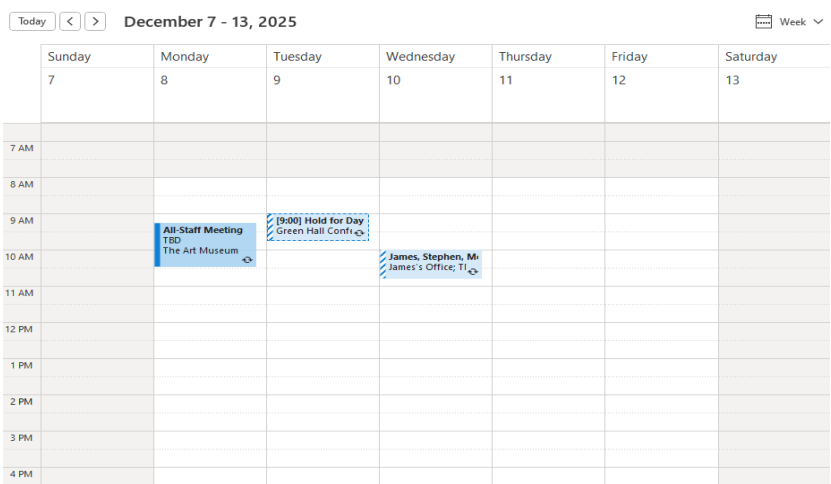 Today
December 7 - 13, 2025
Week
Sunday
Monday
Tuesday
Wednesday
Thursday
Friday
Saturday
7
8
9
10
11
12
13
7 AM
8 AM
9 AM
10 AM
11 AM
12 PM
1 PM
2 PM
3 PM
4 PM
All-Staff Meeting
TBD
The Art Museum
[9:00] Hold for Day
Green Hall Conf
James, Stephen,
James's Office;